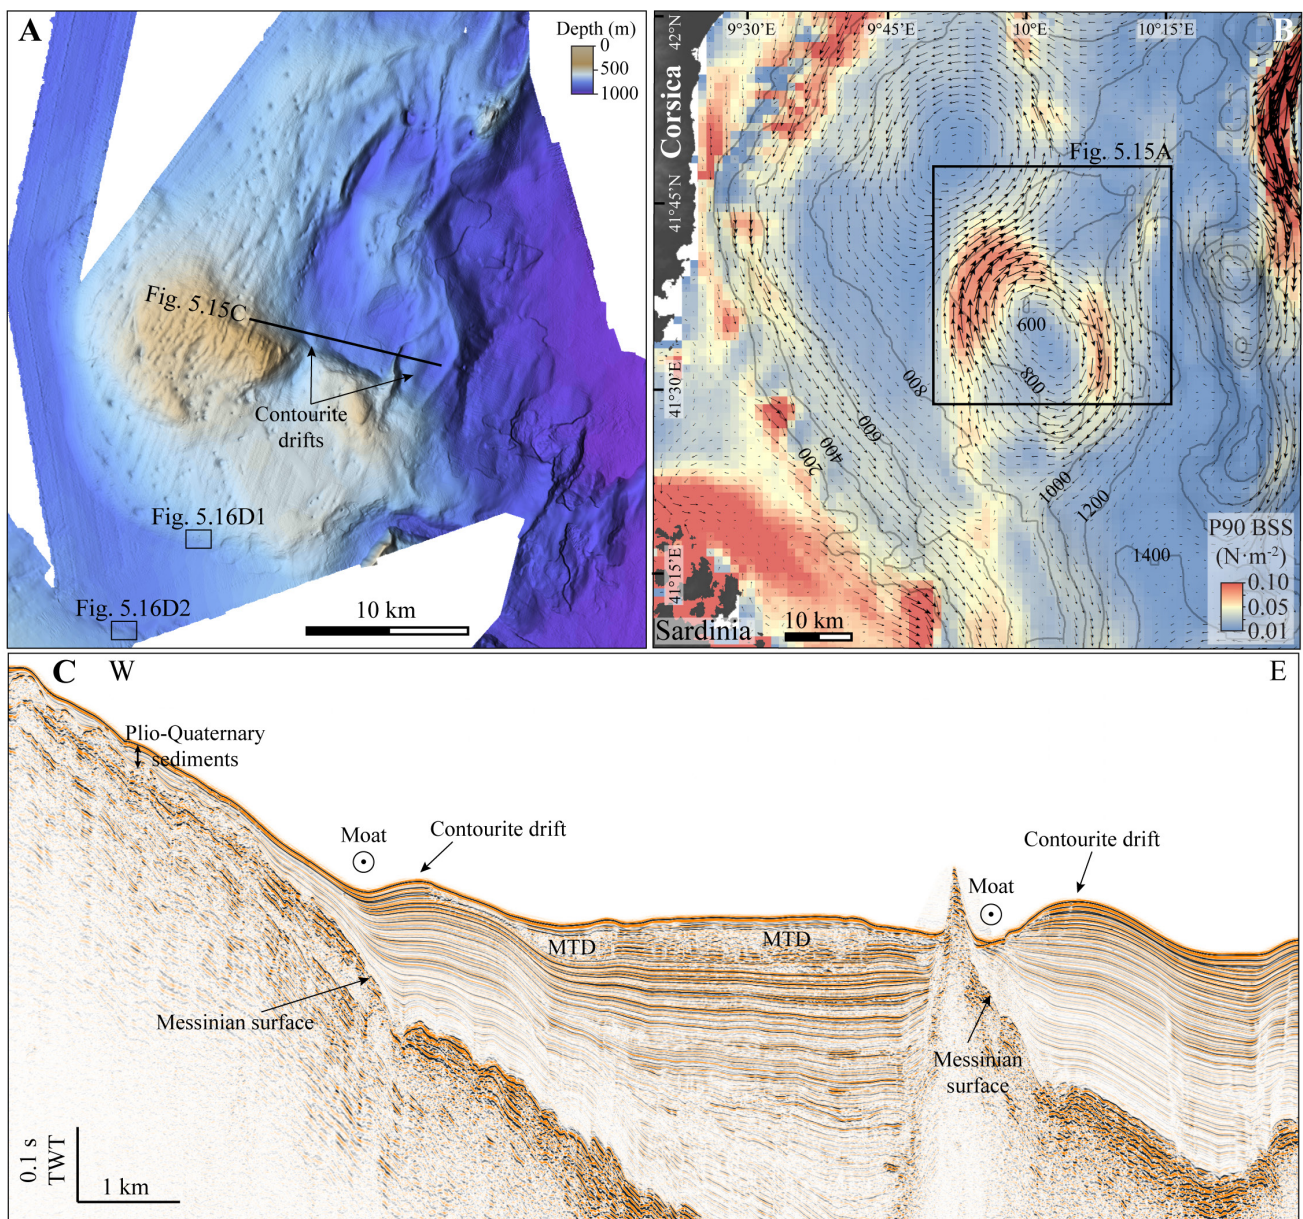 A
Depth (m)
0
500
1000
Fig. 5.15C
Contourite
drifts
Fig. 5.16D1
Fig. 5.16D2
10 km
B
9°30'E
9°45'E
10°E
10°15'E
42°N
41°45'N
41°30'E
41°15'E
Corsica
Fig. 5.15A
600
800
800
600
400
200
1000
1200
1400
P90 BSS
(N·m⁻²)
0.10
0.05
0.01
Sardinia
10 km
C
W
E
Plio-Quaternary
sediments
Moat
Contourite drift
Contourite drift
Moat
MTD
MTD
Messinian surface
Messinian
surface
0.1 s
TWT
1 km